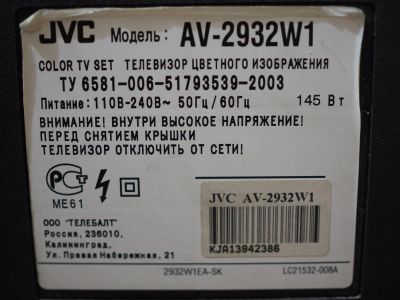 JVC Модель: AV-2932W1
COLOR TV SET ТЕЛЕВИЗОР ЦВЕТНОГО ИЗОБРАЖЕНИЯ
ТУ 6581-006-51793539-2003
Питание: 110В-240В~ 50Гц/60Гц 145 Вт
ВНИМАНИЕ! ВНУТРИ ВЫСОКОЕ НАПРЯЖЕНИЕ!
ПЕРЕД СНЯТИЕМ КРЫШКИ
ТЕЛЕВИЗОР ОТКЛЮЧИТЬ ОТ СЕТИ!
РСТ
МЕ61
ООО "ТЕЛЕБАЛТ"
Россия, 236010,
Калининград,
Ул. Правая Набережная, 21
JVC AV-2932W1
KJA13942386
2932W1EA-SK LC21532-008A